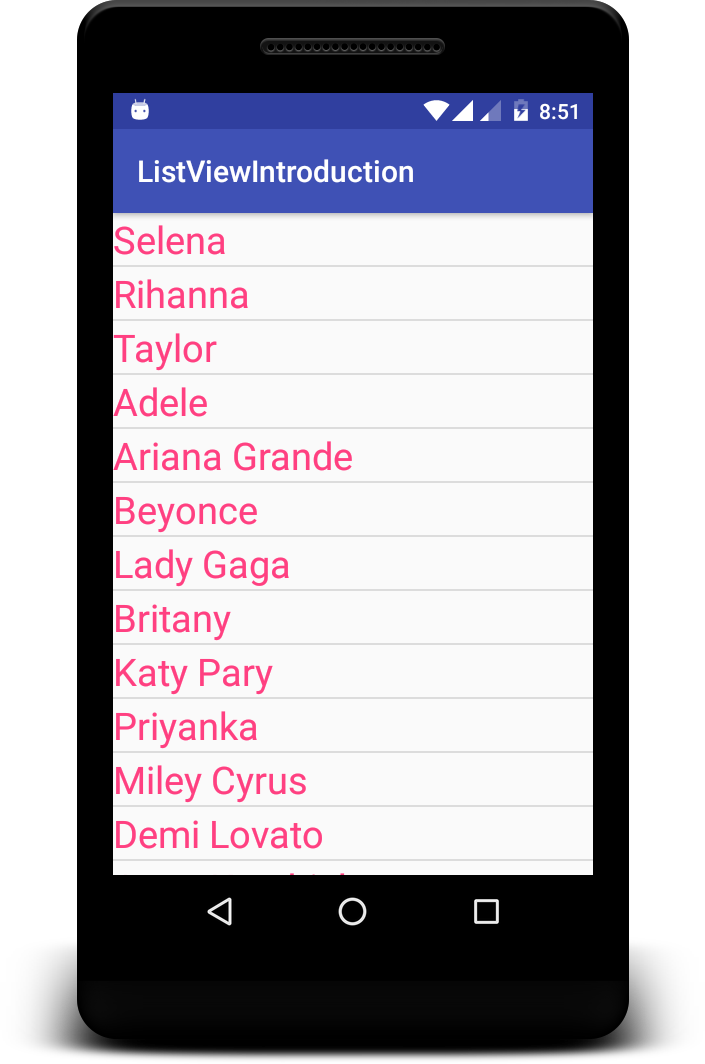 8:51
ListViewIntroduction
Selena
Rihanna
Taylor
Adele
Ariana Grande
Beyonce
Lady Gaga
Britany
Katy Pary
Priyanka
Miley Cyrus
Demi Lovato